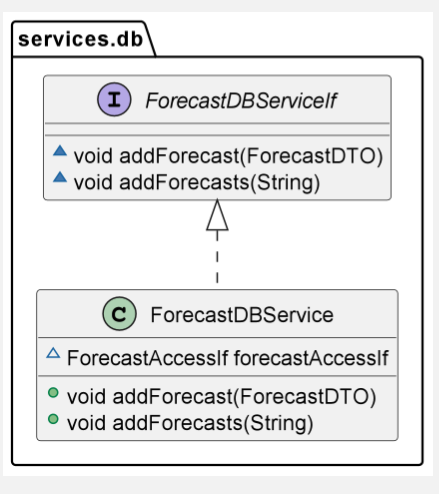 services.db
I ForecastDBServiceIf
void addForecast(ForecastDTO)
void addForecasts(String)
C ForecastDBService
ForecastAccessIf forecastAccessIf
void addForecast(ForecastDTO)
void addForecasts(String)